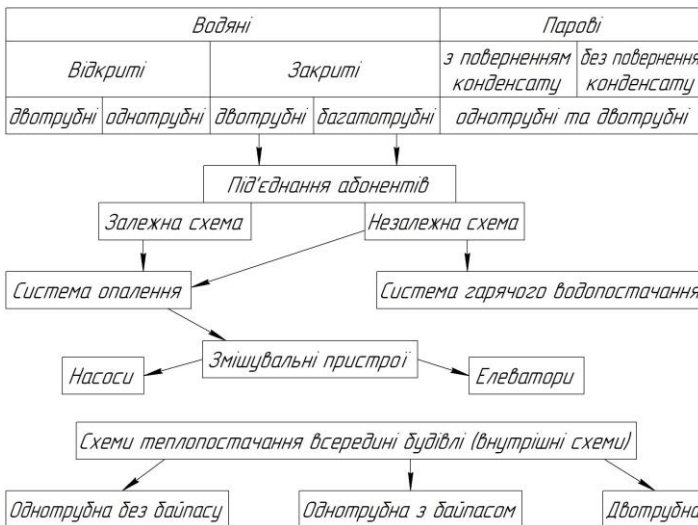 Водяні Парові
Відкриті Закриті з поверненням конденсату без повернення конденсату
двотрубні однотрубні двотрубні багатотрубні однотрубні та двотрубні
Під'єднання абонентів
Залежна схема Незалежна схема
Система опалення Система гарячого водопостачання
Змішувальні пристрої
Насоси Елеватори
Схеми теплопостачання всередині будівлі (внутрішні схеми)
Однотрубна без байпасу Однотрубна з байпасом Двотрубна